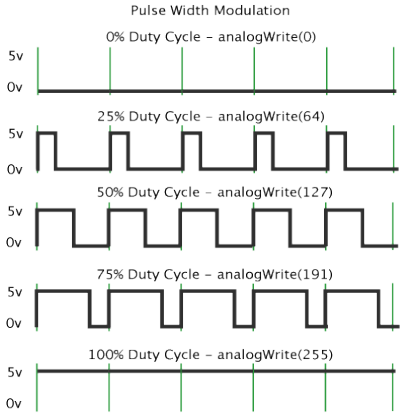 Pulse Width Modulation
0% Duty Cycle – analogWrite(0)
5v
0v
25% Duty Cycle – analogWrite(64)
5v
0v
50% Duty Cycle – analogWrite(127)
5v
0v
75% Duty Cycle – analogWrite(191)
5v
0v
100% Duty Cycle – analogWrite(255)
5v
0v